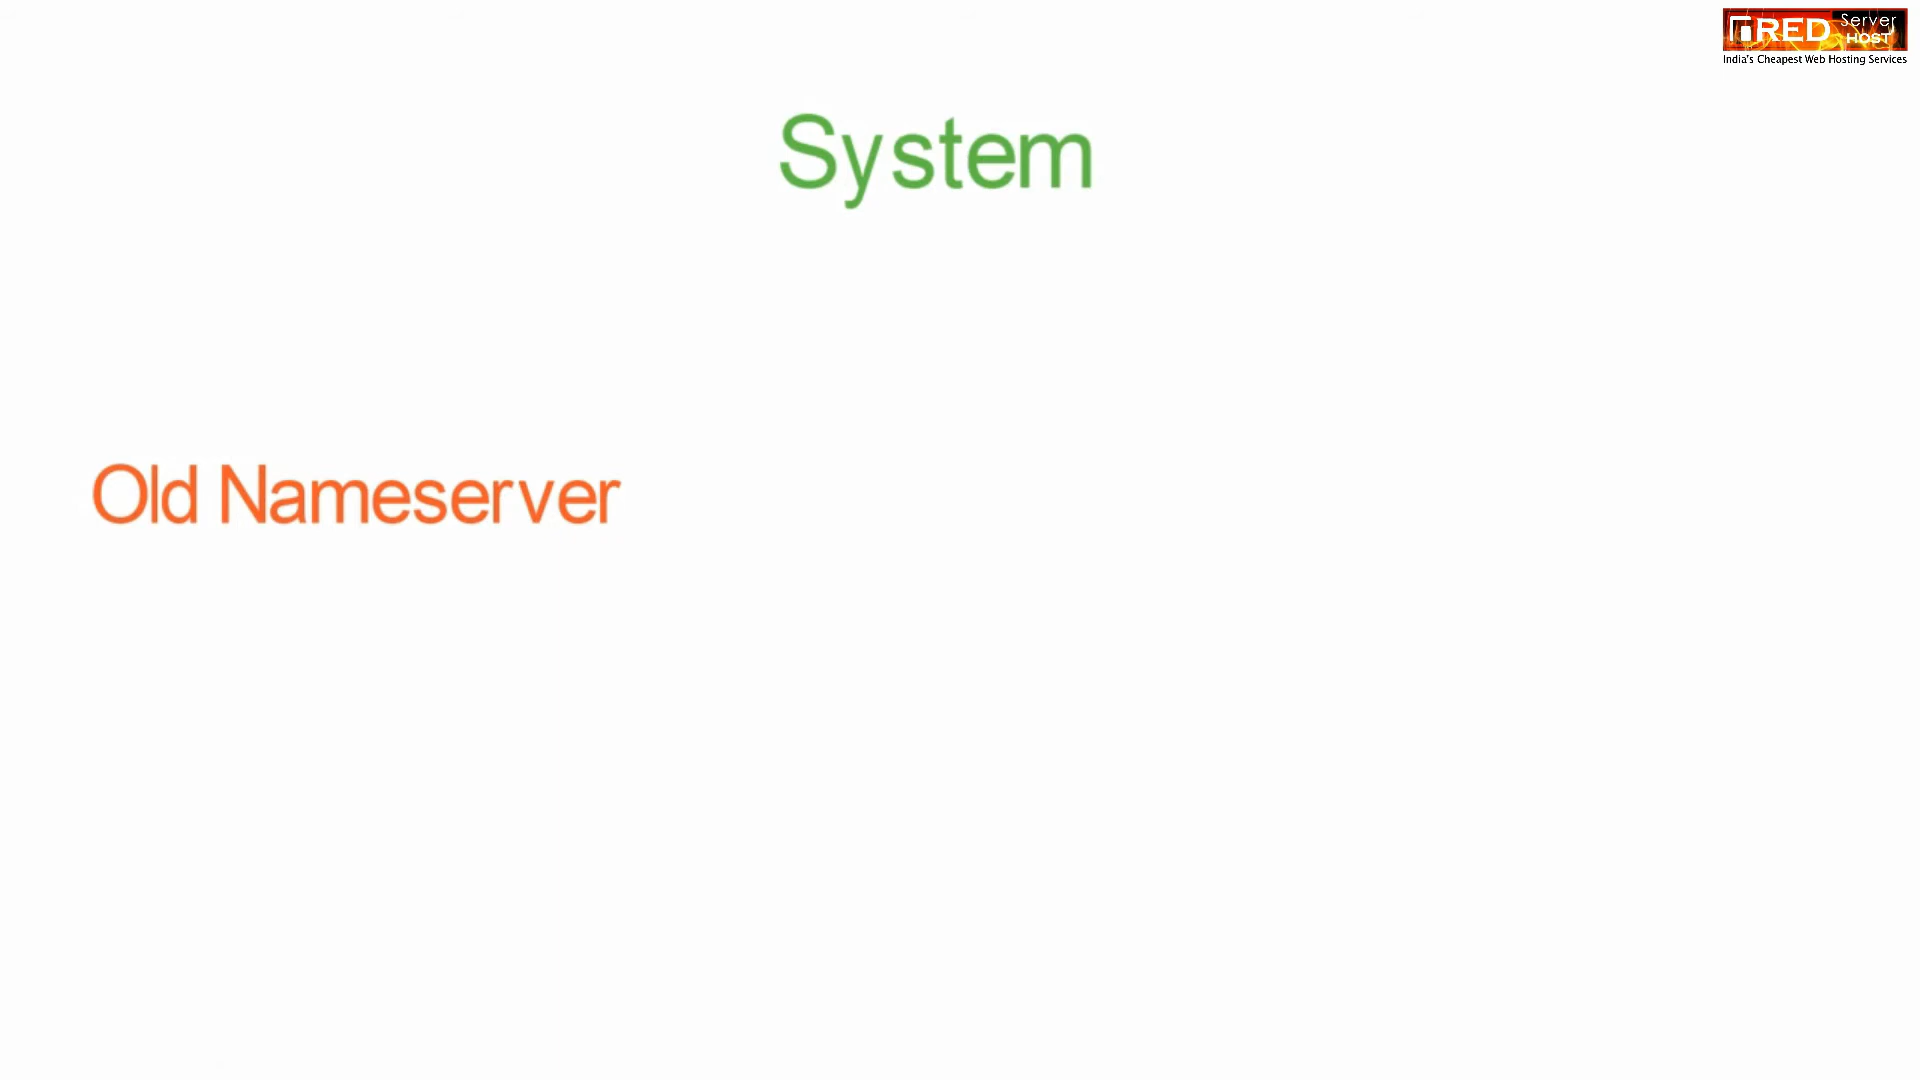 RED Server
HOST
India's Cheapest Web Hosting Services
System
Old Nameserver